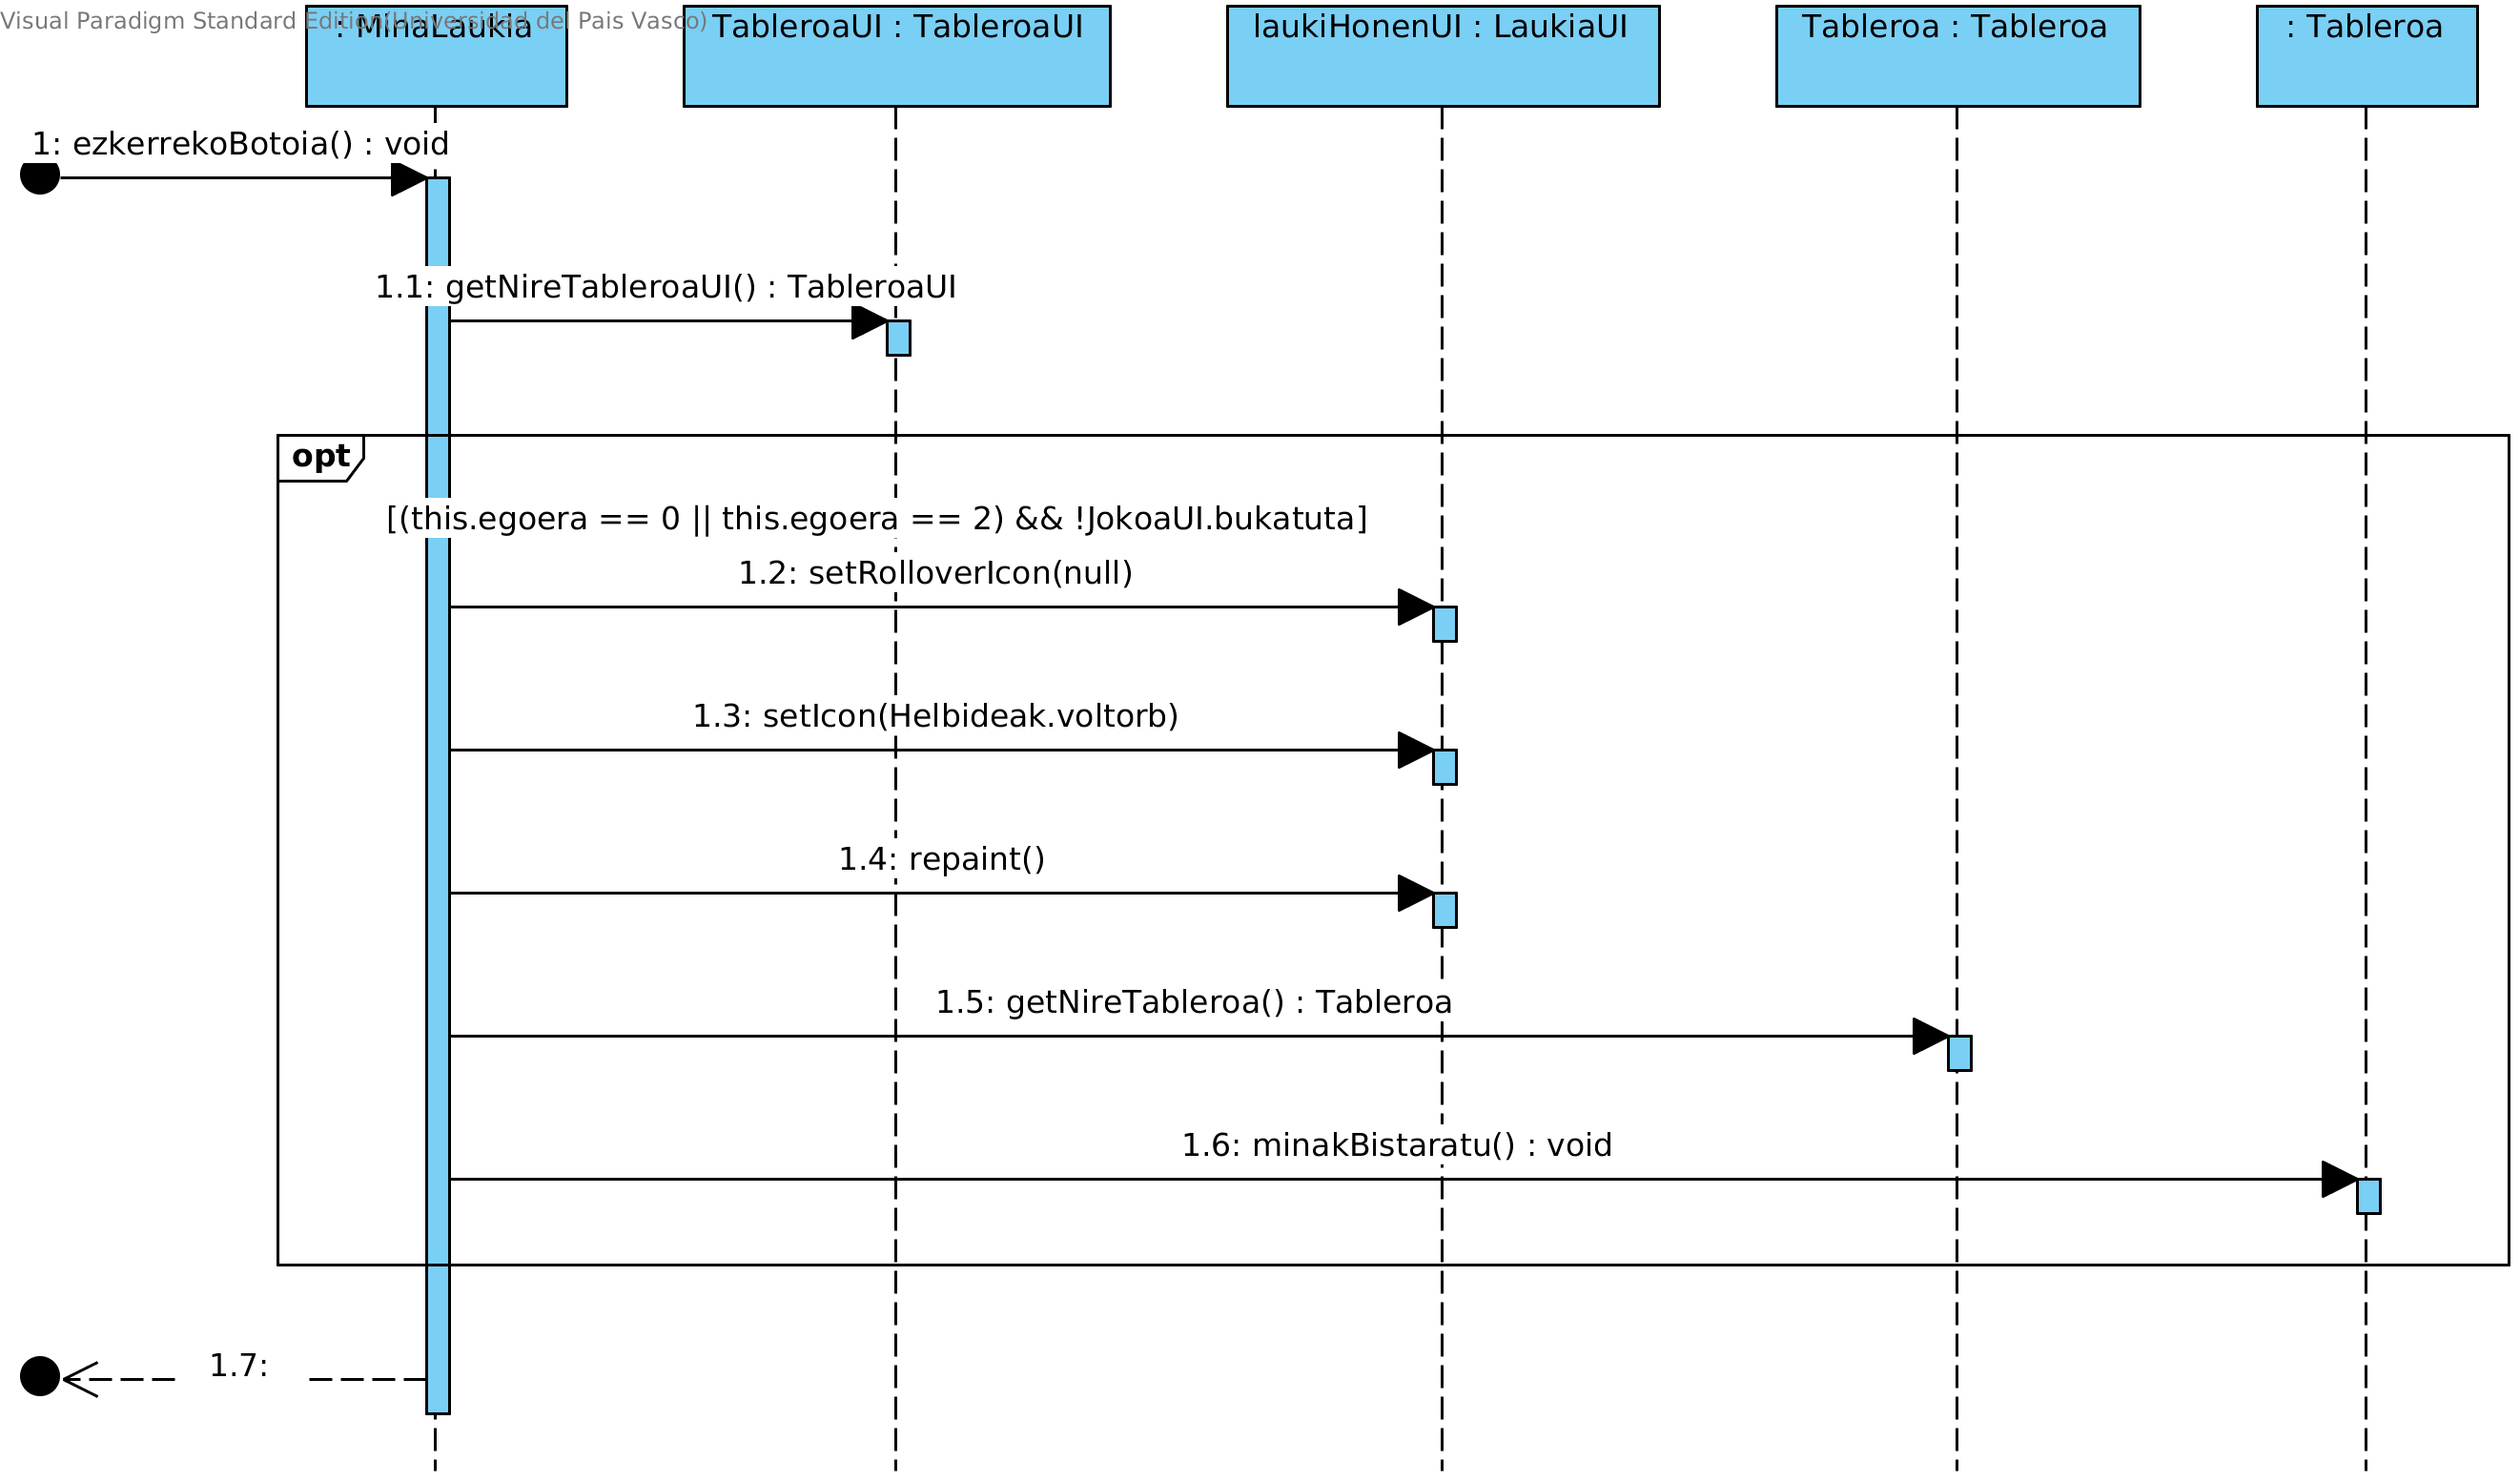 Visual Paradigm Standard Edition(Universidad del Pais Vasco)
: MinaLaukia
TableroaUI : TableroaUI
laukiHonenUI : LaukiaUI
Tableroa : Tableroa
: Tableroa
1: ezkerrekoBotoia() : void
1.1: getNireTableroaUI() : TableroaUI
opt
[(this.egoera == 0 || this.egoera == 2) && !JokoaUI.bukatuta]
1.2: setRolloverIcon(null)
1.3: setIcon(Helbideak.voltorb)
1.4: repaint()
1.5: getNireTableroa() : Tableroa
1.6: minakBistaratu() : void
1.7: